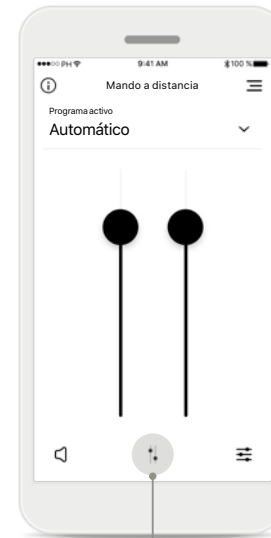 PH 9:41 AM 100 %
Mando a distancia
Programa activo
Automático